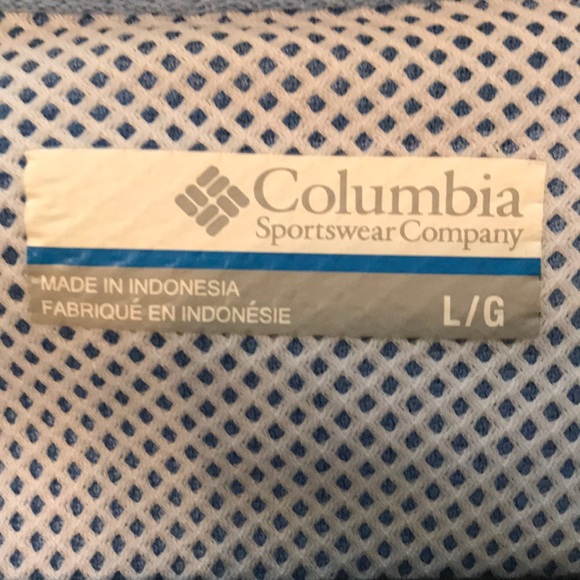 Columbia
Sportswear Company
MADE IN INDONESIA
FABRIQUÉ EN INDONÉSIE
L/G